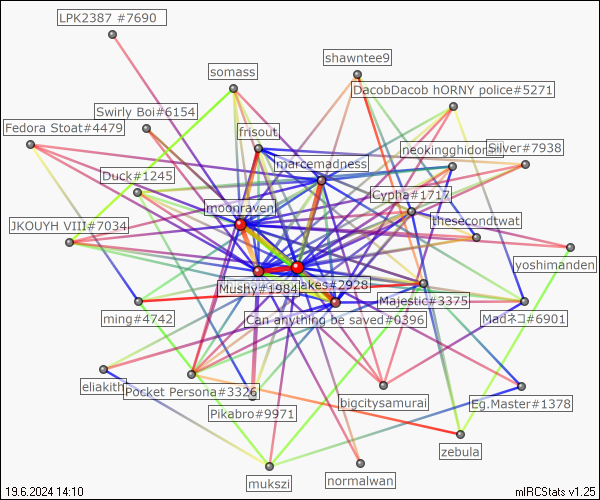 LPK2387 #7690
shawntee9
somass
DacobDacob hORNY police#5271
Swirly Boi#6154
Fedora Stoat#4479
frisout
neokingghidorah
Silver#7938
marcemadness
Duck#1245
Cypha#1717
moonraven
thesecondtwat
JKOUYH VIII#7034
yoshimanden
Mushy#1984
akes#2928
Majestic#3375
ming#4742
Can anything be saved#0396
Madネコ#6901
eliakith
Pocket Persona#3326
bigcitysamurai
Eg.Master#1378
Pikabro#9971
zebula
mukszi
normalwan
19.6.2024 14:10
mIRCStats v1.25